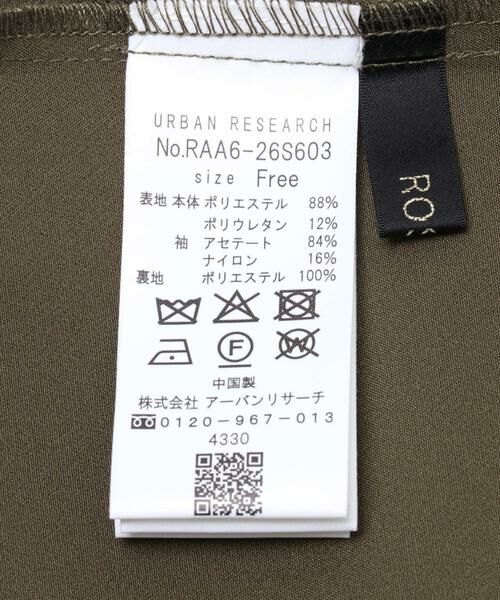 URBAN RESEARCH
No.RAA6-26S603
size Free
表地 本体 ポリエステル 88%
ポリウレタン 12%
袖 アセテート 84%
ナイロン 16%
裏地 ポリエステル 100%
F
W
中国製
株式会社 アーバンリサーチ
0120-967-013
4330